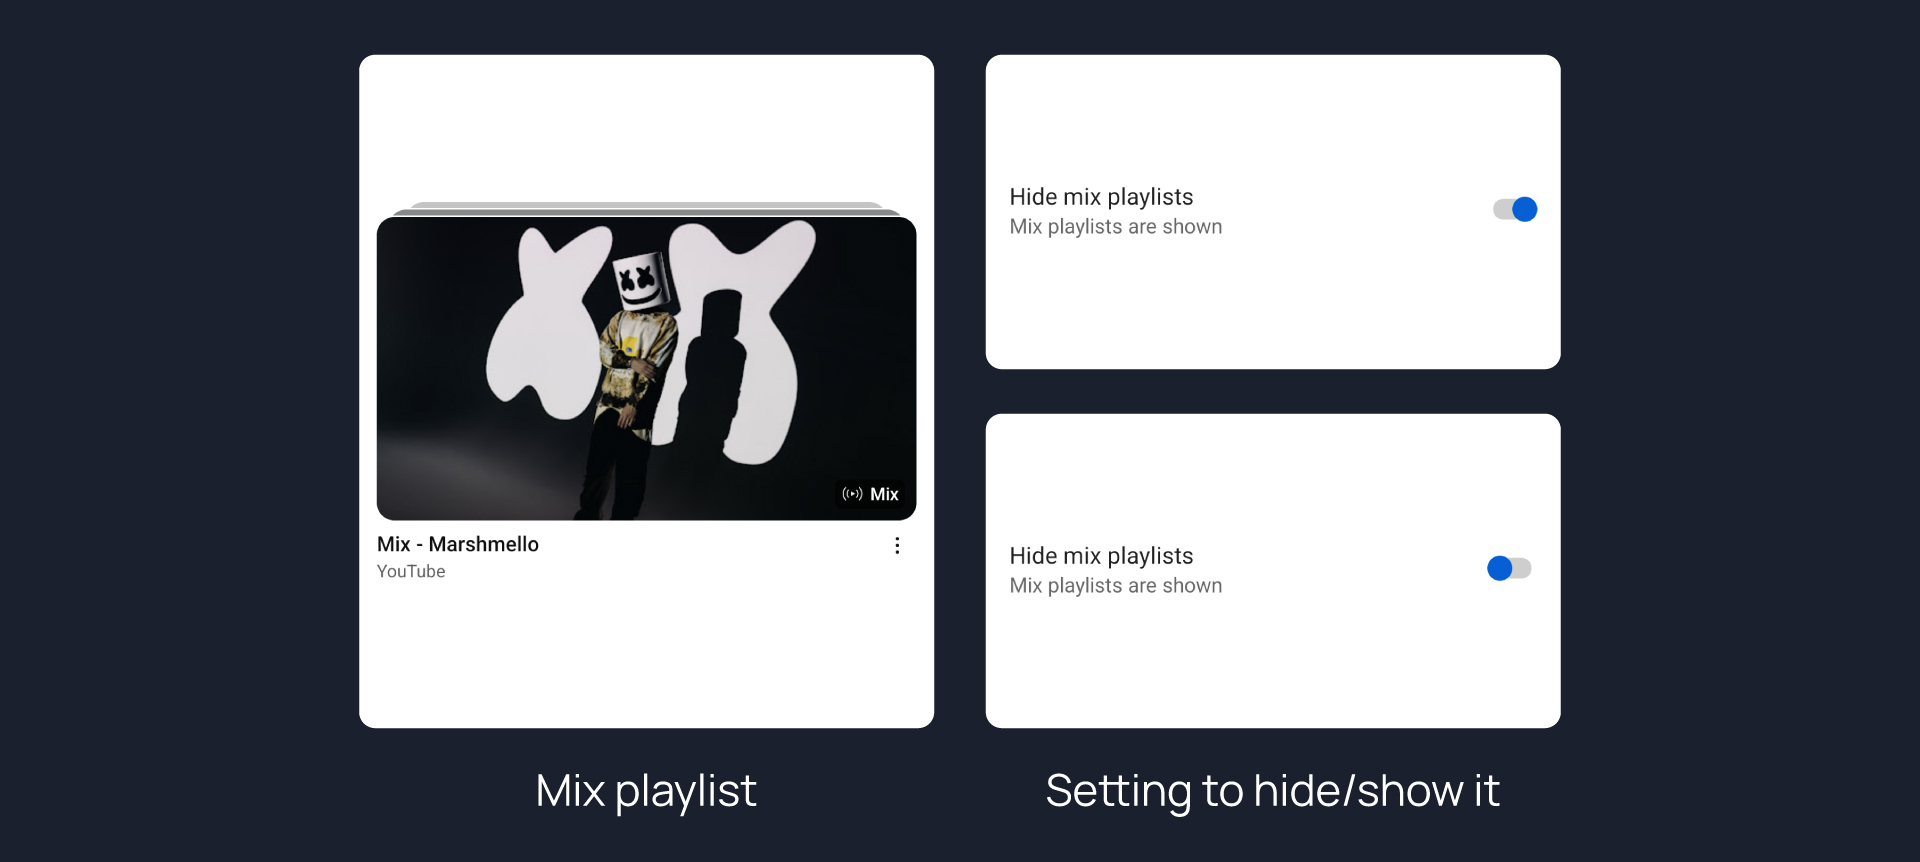 Mix
Mix - Marshmello
YouTube
Hide mix playlists
Mix playlists are shown
Hide mix playlists
Mix playlists are shown
Mix playlist
Setting to hide/show it